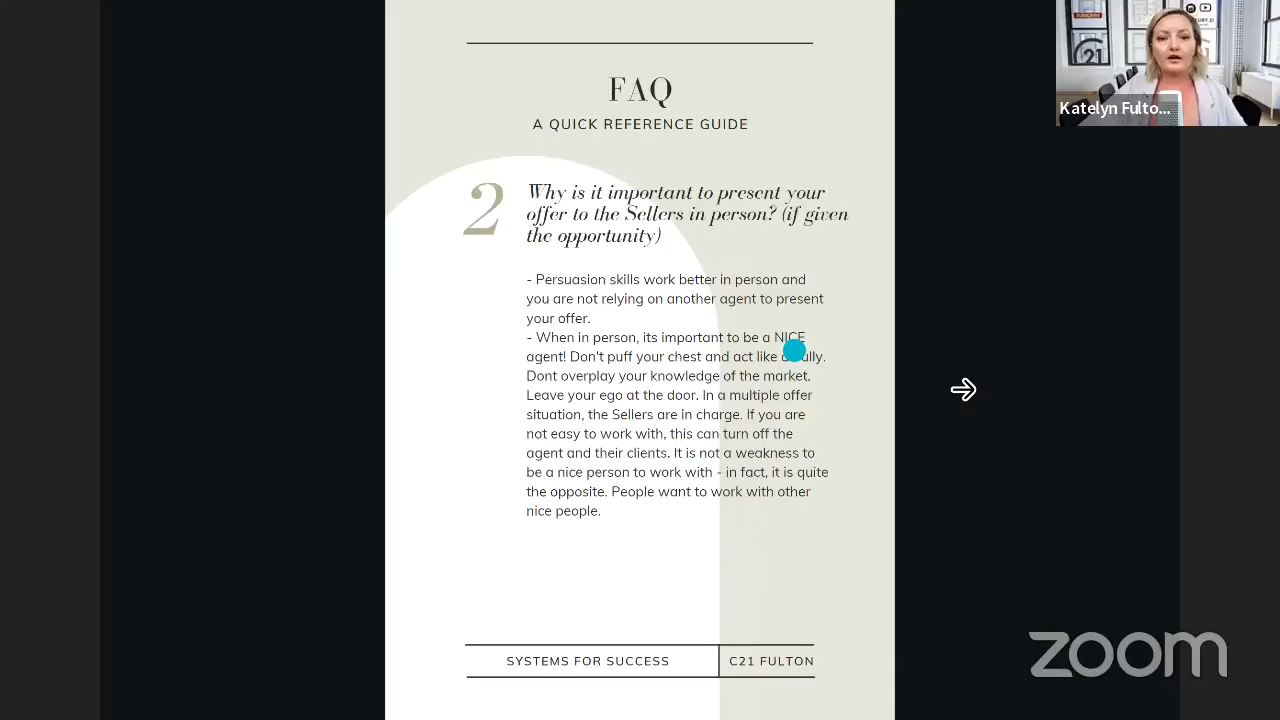 FAQ
A QUICK REFERENCE GUIDE
2
Why is it important to present your
offer to the Sellers in person? (if given
the opportunity)
- Persuasion skills work better in person and
you are not relying on another agent to present
your offer.
- When in person, its important to be a NICE
agent! Don't puff your chest and act like a bully.
Dont overplay your knowledge of the market.
Leave your ego at the door. In a multiple offer
situation, the Sellers are in charge. If you are
not easy to work with, this can turn off the
agent and their clients. It is not a weakness to
be a nice person to work with - in fact, it is quite
the opposite. People want to work with other
nice people.
SYSTEMS FOR SUCCESS
C21 FULTON
21
Katelyn Fulto...
zoom